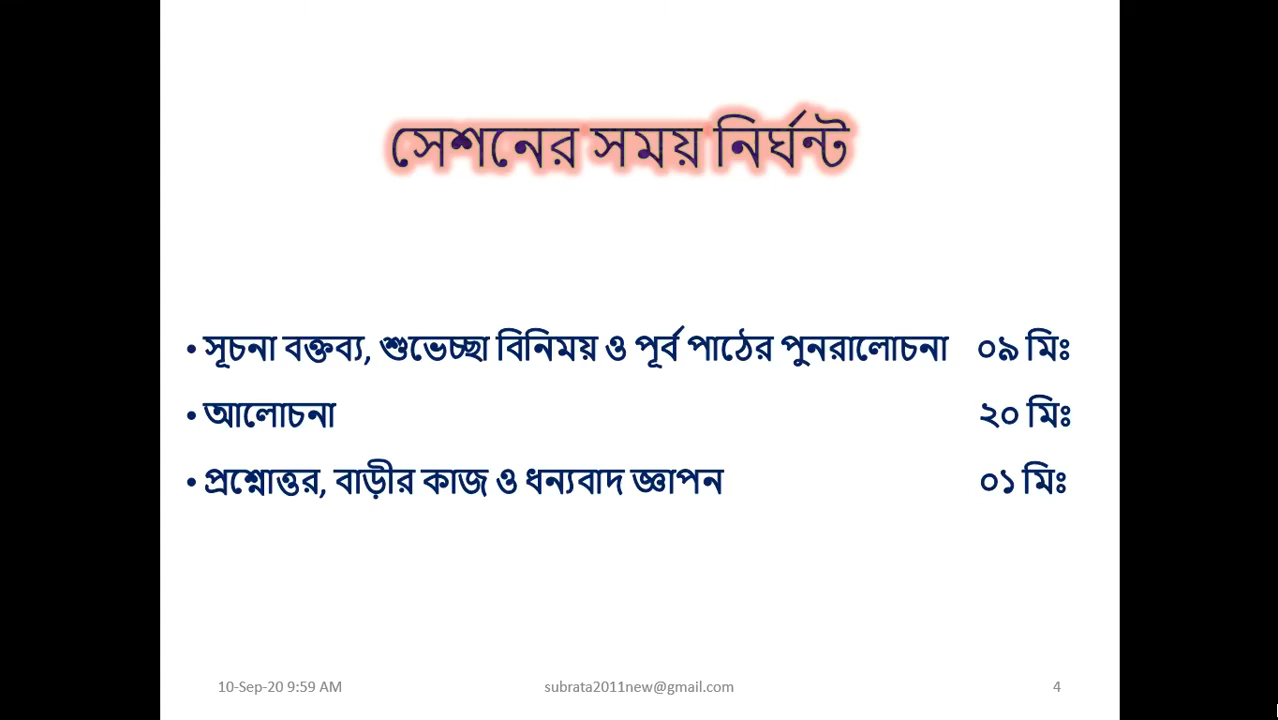 সেশনের সময় নির্ঘন্ট
• সূচনা বক্তব্য, শুভেচ্ছা বিনিময় ও পূর্ব পাঠের পুনরালোচনা ০৯ মিঃ
• আলোচনা ২০ মিঃ
• প্রশ্নোত্তর, বাড়ীর কাজ ও ধন্যবাদ জ্ঞাপন ০১ মিঃ
10-Sep-20 9:59 AM subrata2011new@gmail.com 4